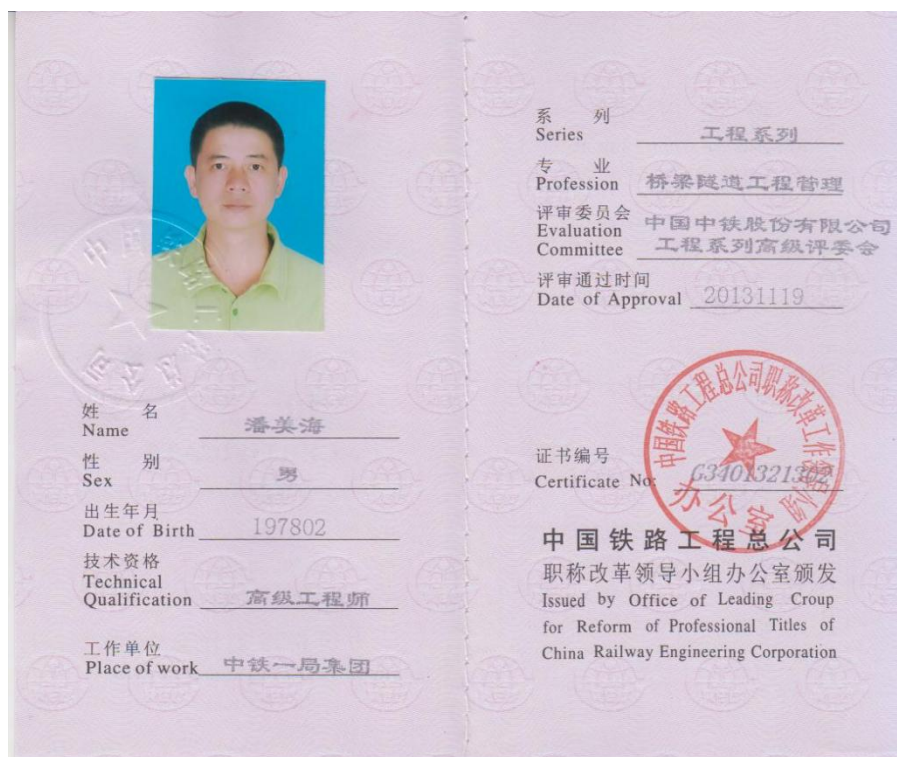 姓 名
Name 潘美海
性 别
Sex 男
出生年月
Date of Birth 197802
技术资格
Technical
Qualification 高级工程师
工作单位
Place of work 中铁一局集团
系 列
Series 工程系列
专 业
Profession 桥梁隧道工程管理
评审委员会
Evaluation 中国中铁股份有限公司
Committee 工程系列高级评委会
评审通过时间
Date of Approval 20131119
中国铁路工程总公司职称改革工作领导小组
办公室
证书编号
Certificate No: G3401321302
中国铁路工程总公司
职称改革领导小组办公室颁发
Issued by Office of Leading Croup
for Reform of Professional Titles of
China Railway Engineering Corporation